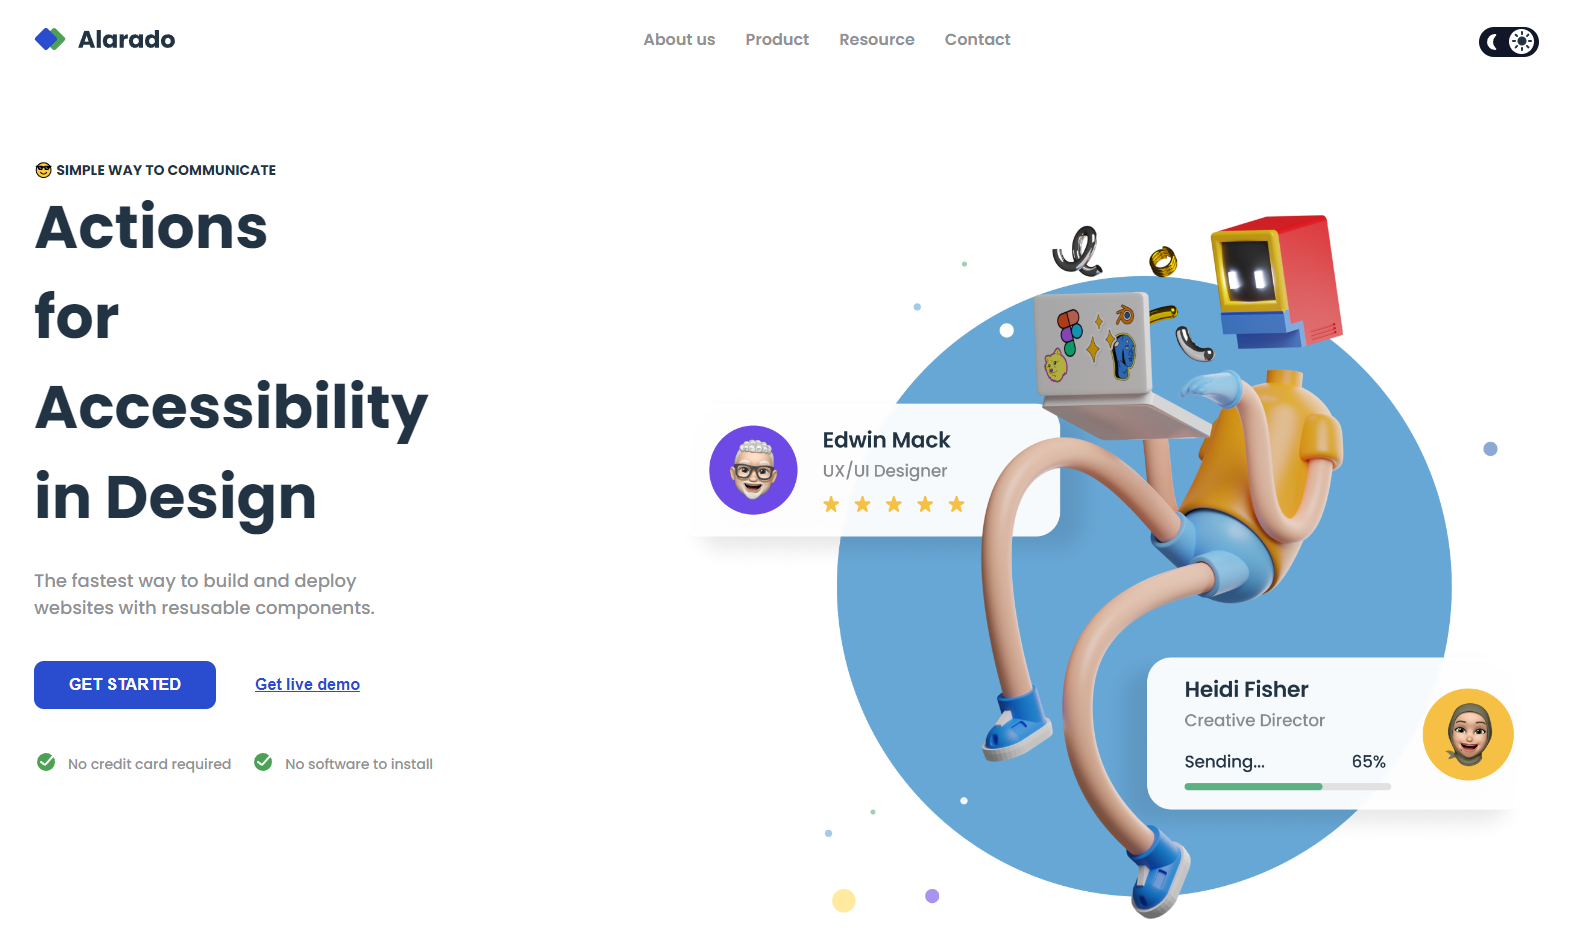 Alarado
About us Product Resource Contact
SIMPLE WAY TO COMMUNICATE
Actions
for
Accessibility
in Design
The fastest way to build and deploy
websites with resusable components.
GET STARTED Get live demo
No credit card required No software to install
Edwin Mack
UX/UI Designer
Heidi Fisher
Creative Director
Sending... 65%